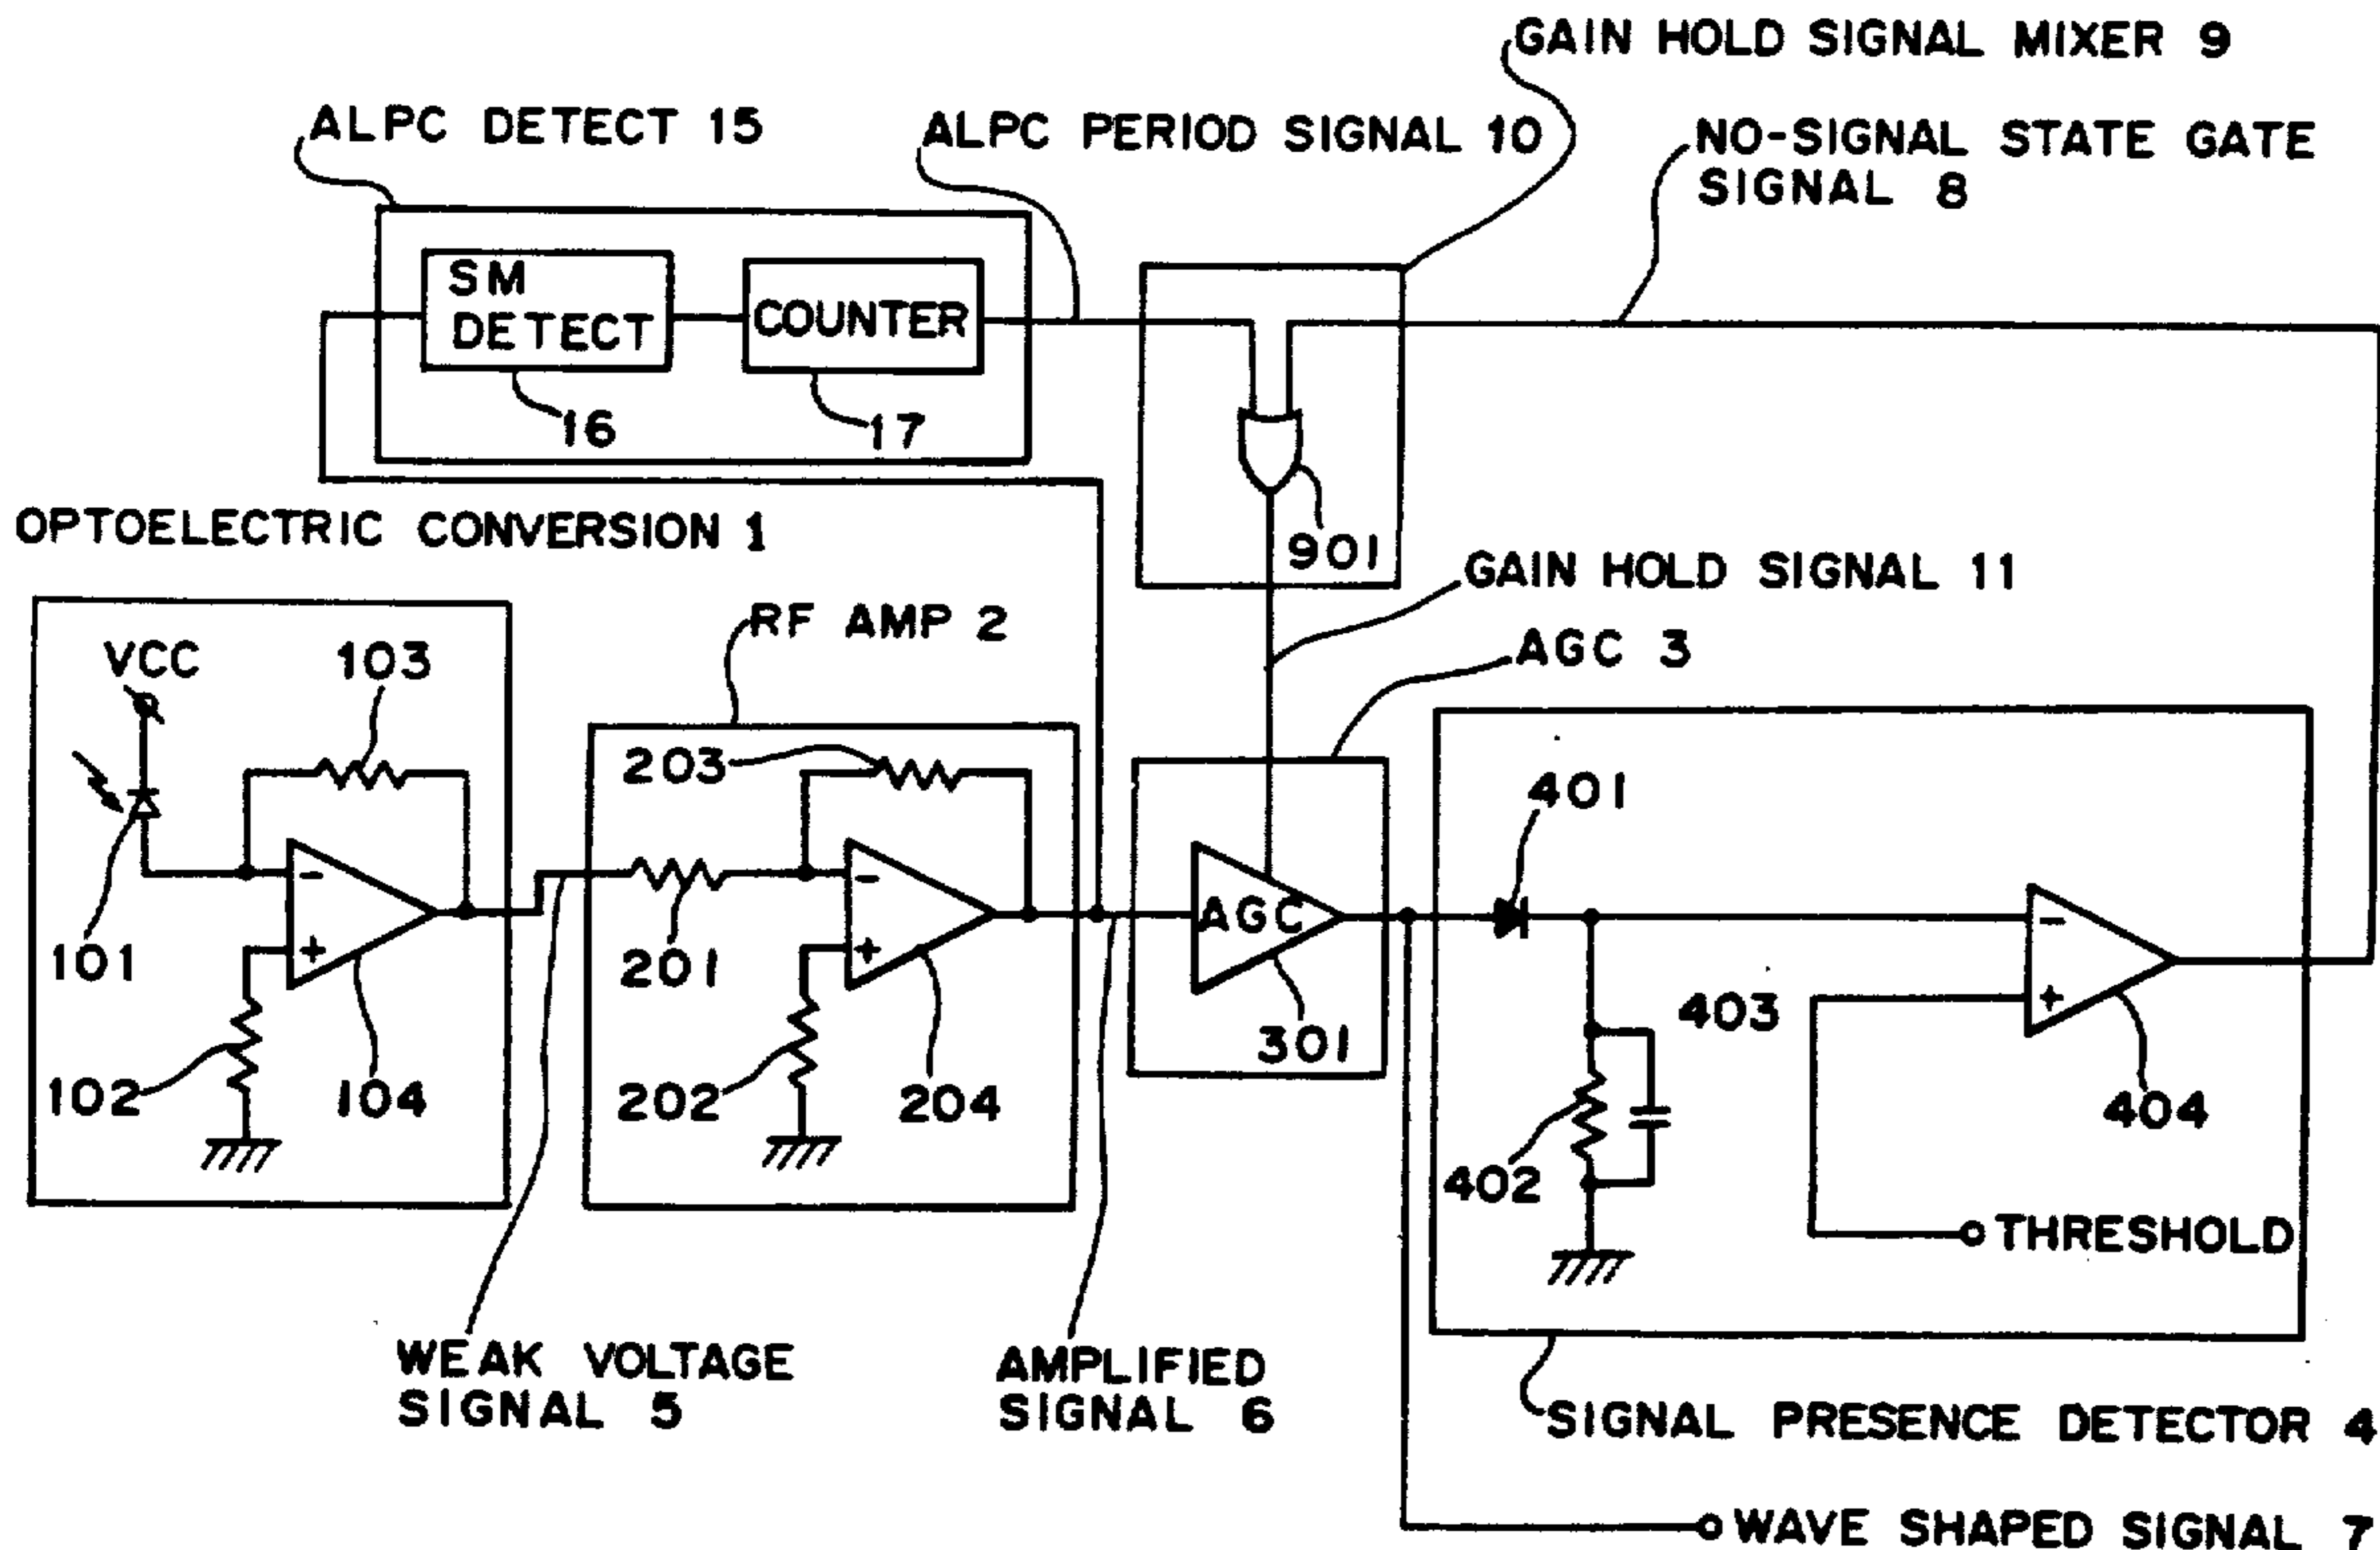 GAIN HOLD SIGNAL MIXER 9
ALPC DETECT 15
ALPC PERIOD SIGNAL 10
NO-SIGNAL STATE GATE
SIGNAL 8
SM
DETECT
COUNTER
16
17
901
OPTOELECTRIC CONVERSION 1
GAIN HOLD SIGNAL 11
RF AMP 2
AGC 3
VCC
103
203
401
-
-
AGC
-
101
+
201
+
403
+
301
102
104
202
204
402
404
THRESHOLD
WEAK VOLTAGE
SIGNAL 5
AMPLIFIED
SIGNAL 6
SIGNAL PRESENCE DETECTOR 4
WAVE SHAPED SIGNAL 7